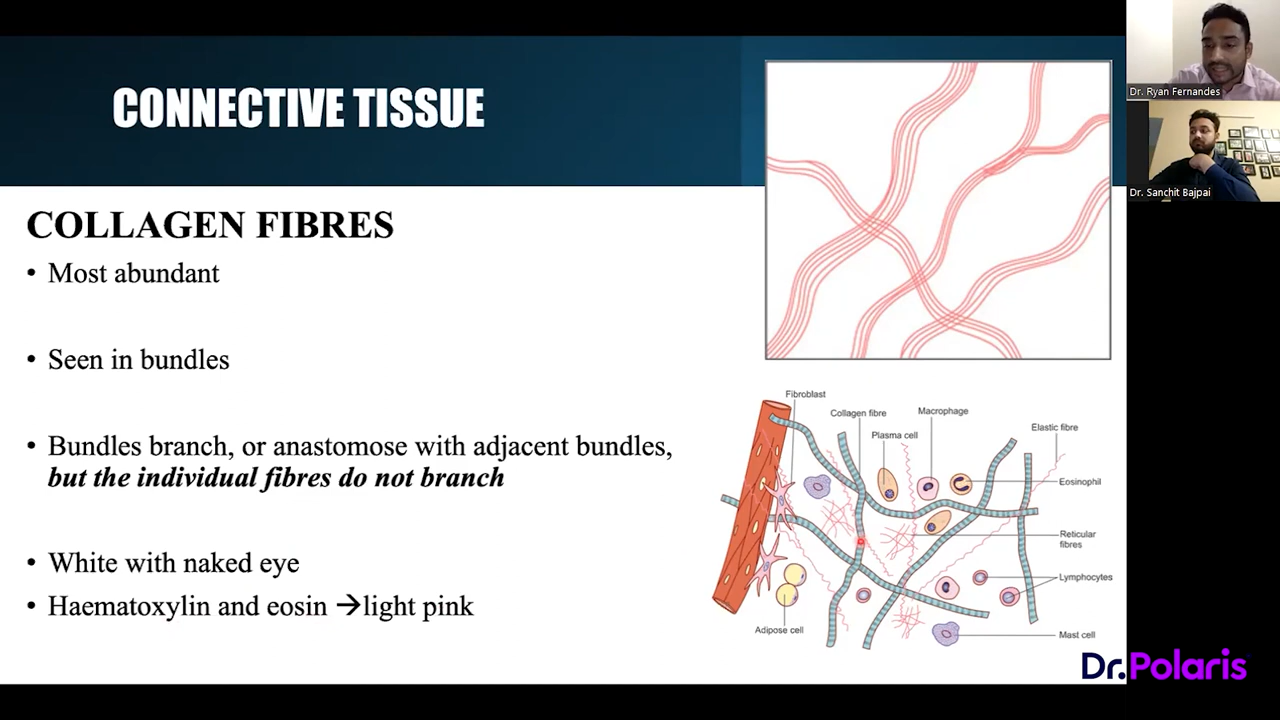 CONNECTIVE TISSUE
COLLAGEN FIBRES
• Most abundant
• Seen in bundles
• Bundles branch, or anastomose with adjacent bundles,
but the individual fibres do not branch
• White with naked eye
• Haematoxylin and eosin →light pink
Fibroblast
Collagen fibre
Macrophage
Plasma cell
Elastic fibre
Eosinophil
Reticular
fibres
Lymphocytes
Adipose cell
Mast cell
Dr. Ryan Fernandes
Dr. Sanchit Bajpai
Dr.Polaris